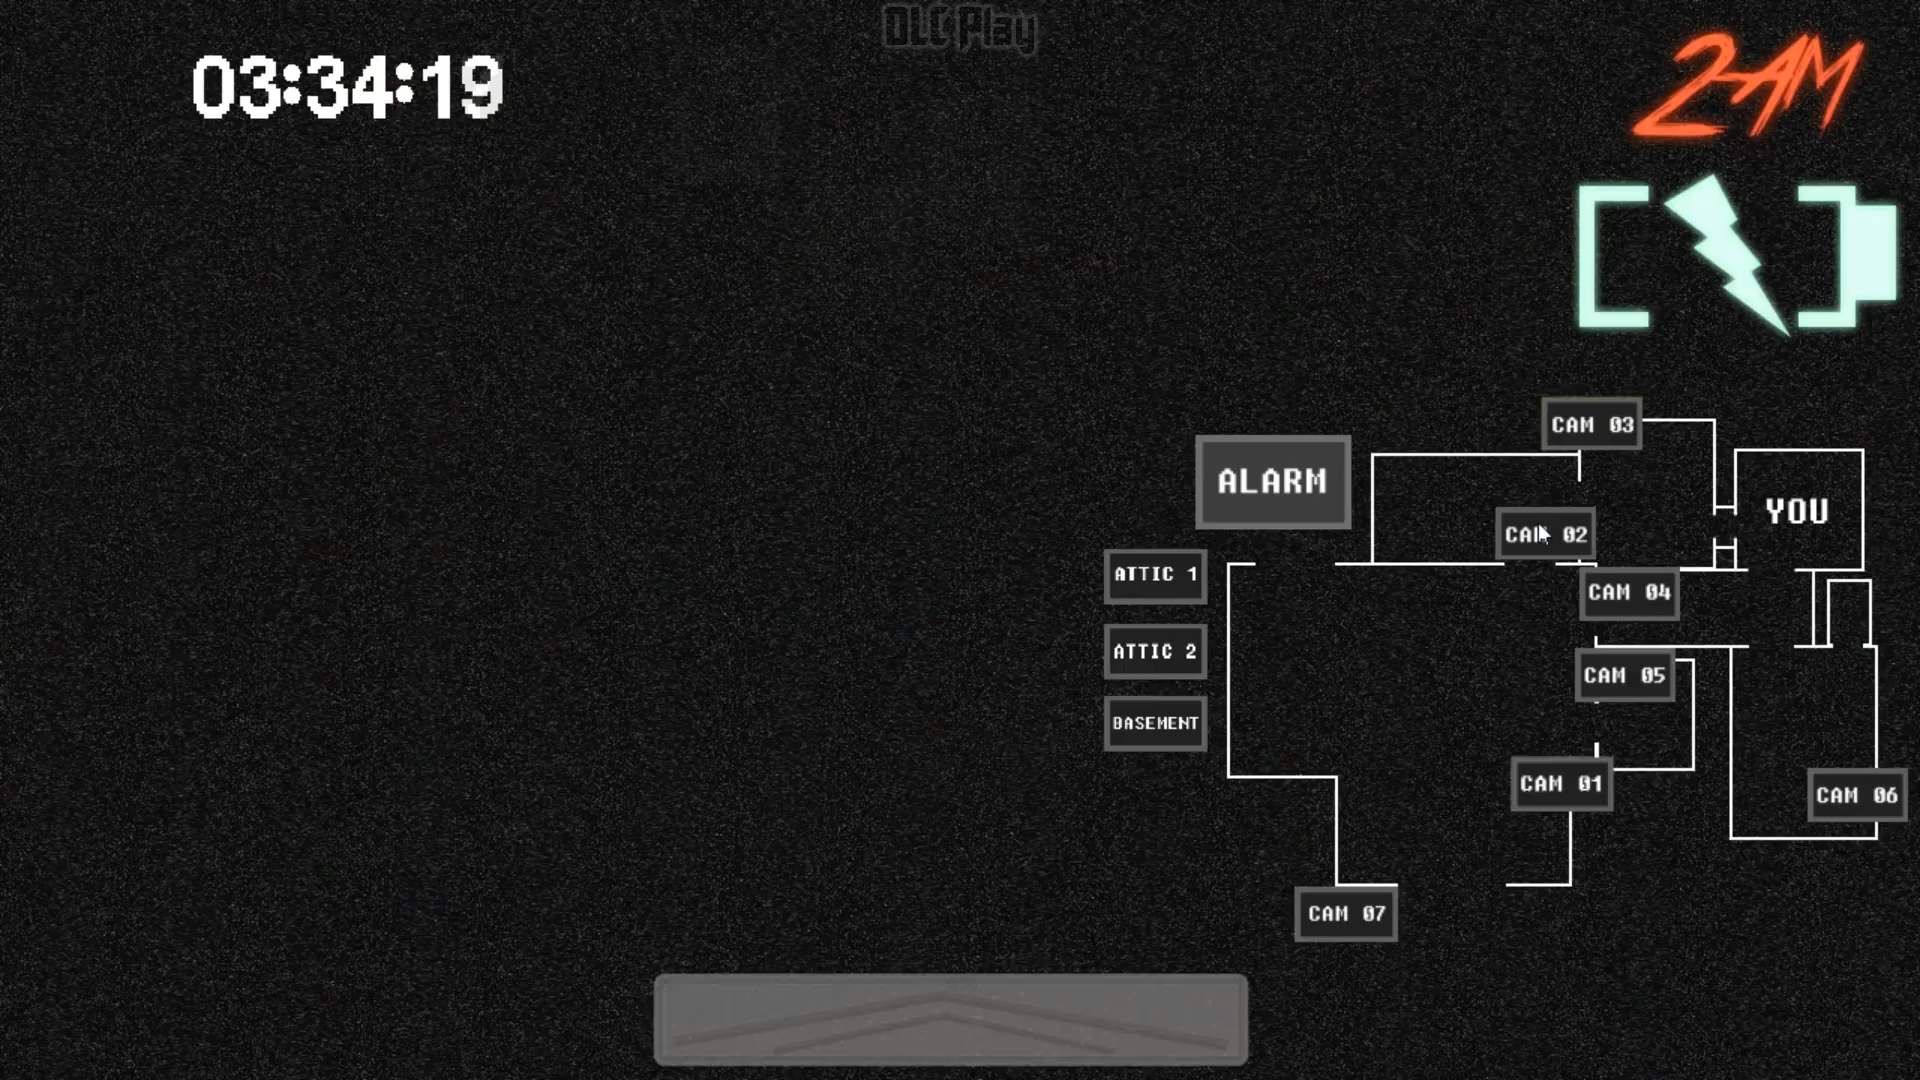 DLC Play
03:34:19
2AM
CAM 03
ALARM
YOU
CAM 02
ATTIC 1
CAM 04
ATTIC 2
CAM 05
BASEMENT
CAM 01
CAM 06
CAM 07